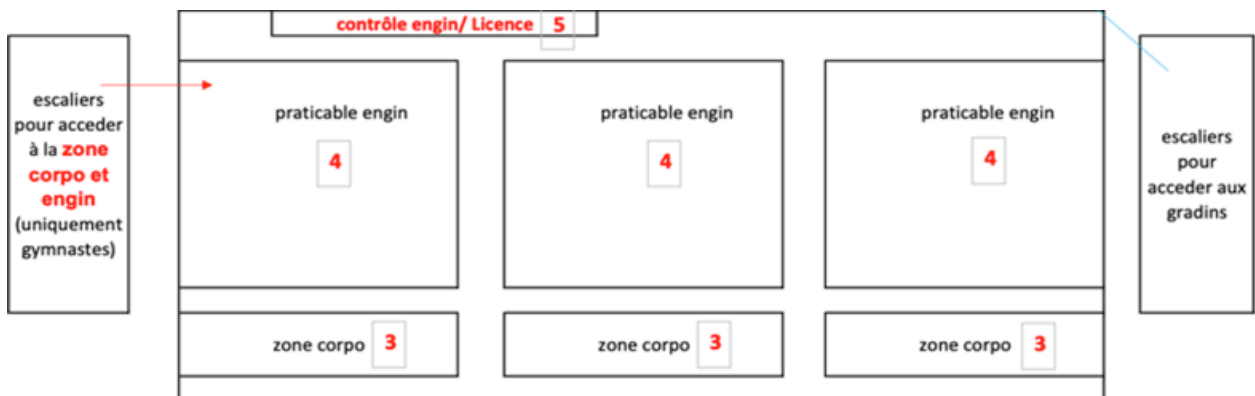 contrôle engin/ Licence 5
escaliers
pour acceder
à la zone
corpo et
engin
(uniquement
gymnastes)
praticable engin
4
praticable engin
4
praticable engin
4
escaliers
pour
acceder aux
gradins
zone corpo 3
zone corpo 3
zone corpo 3